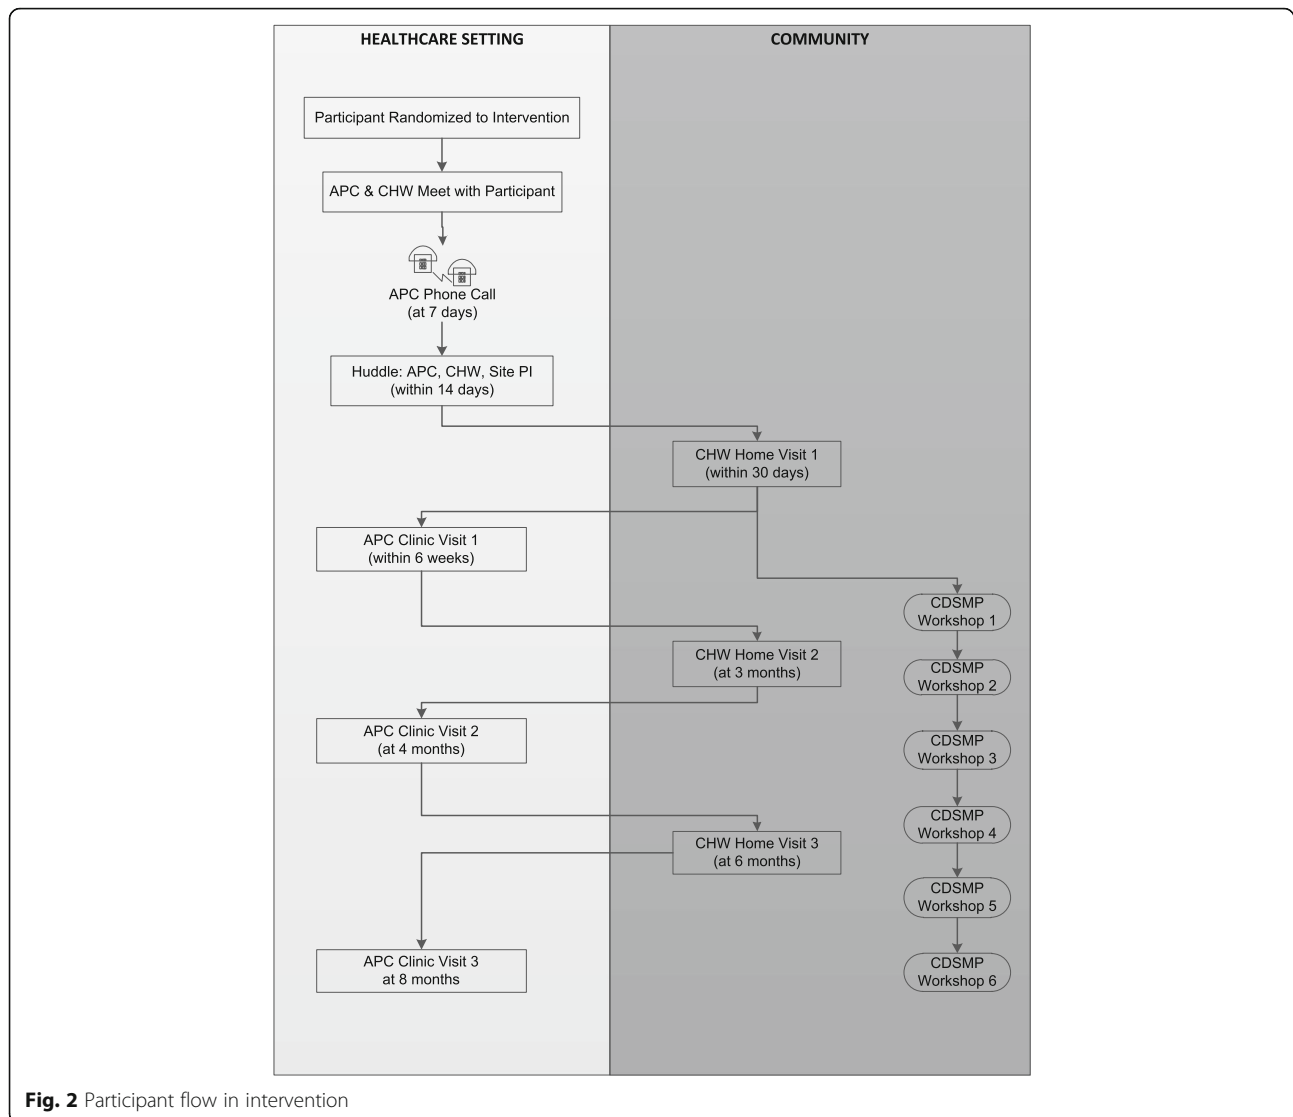 HEALTHCARE SETTING
COMMUNITY
Participant Randomized to Intervention
APC & CHW Meet with Participant
APC Phone Call
(at 7 days)
Huddle: APC, CHW, Site PI
(within 14 days)
CHW Home Visit 1
(within 30 days)
APC Clinic Visit 1
(within 6 weeks)
CDSMP
Workshop 1
CHW Home Visit 2
(at 3 months)
CDSMP
Workshop 2
APC Clinic Visit 2
(at 4 months)
CDSMP
Workshop 3
CDSMP
Workshop 4
CHW Home Visit 3
(at 6 months)
CDSMP
Workshop 5
APC Clinic Visit 3
at 8 months
CDSMP
Workshop 6
Fig. 2 Participant flow in intervention